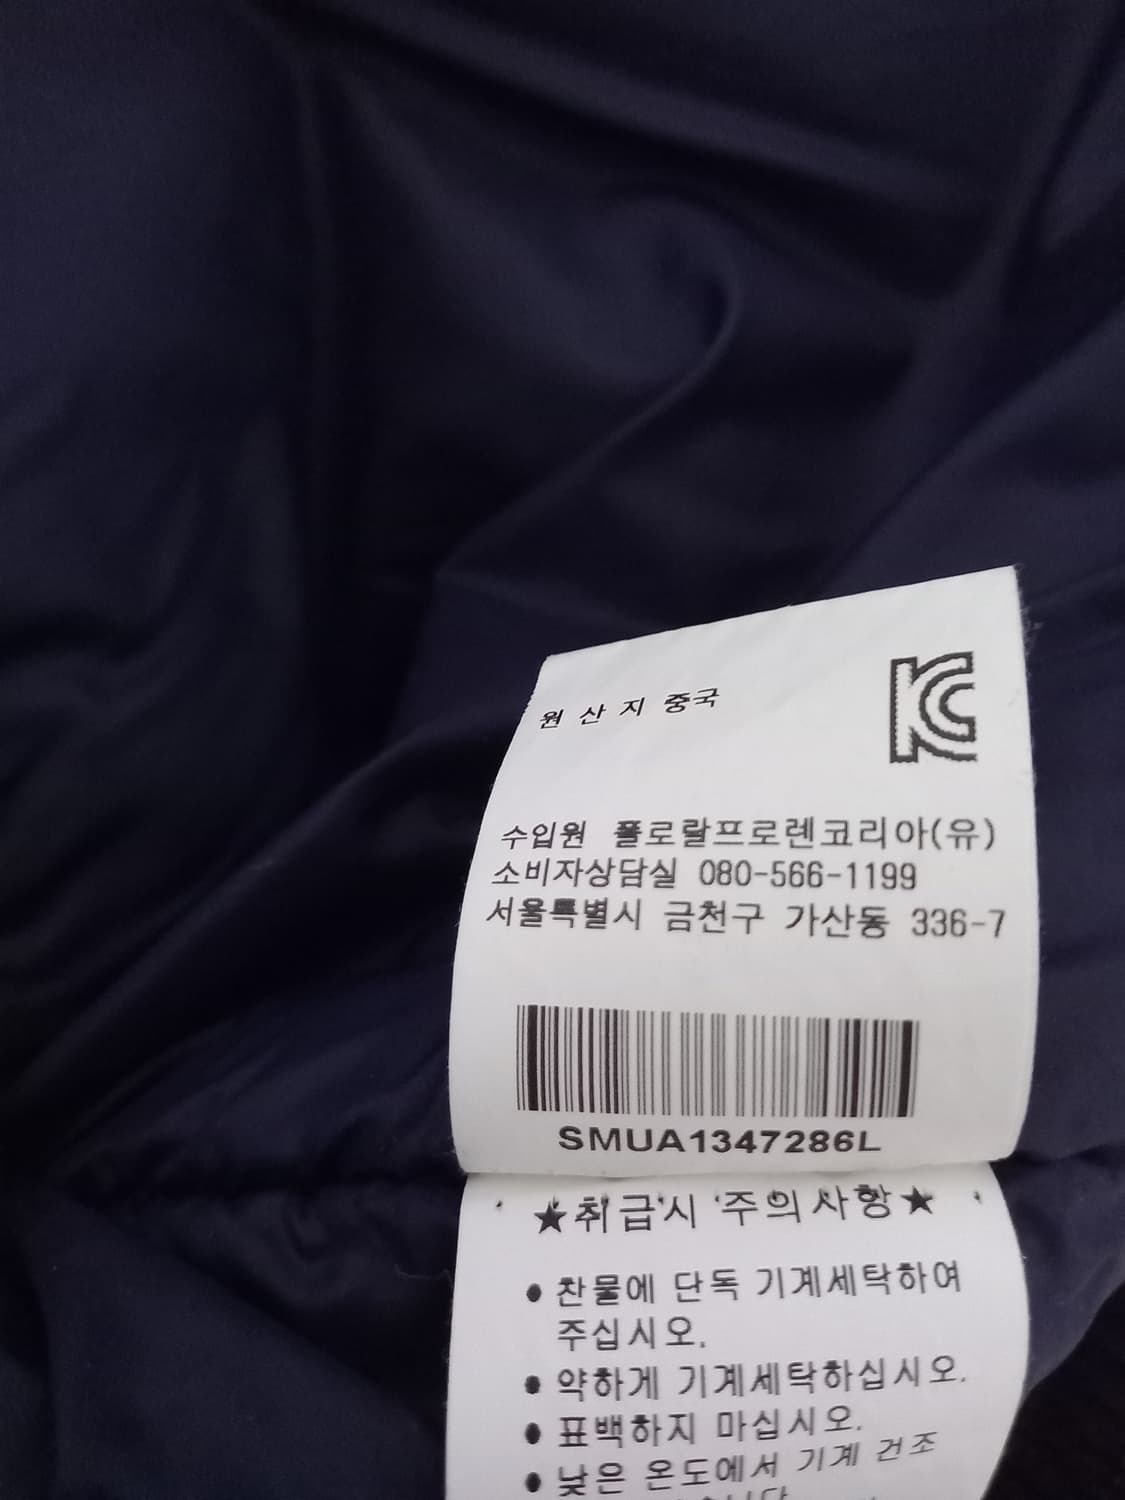 원산지 중국
KC
수입원 플로랄프로렌코리아(유)
소비자상담실 080-566-1199
서울특별시 금천구 가산동 336-7
SMUA1347286L
★취급시 주의사항★
● 찬물에 단독 기계세탁하여
주십시오.
● 약하게 기계세탁하십시오.
● 표백하지 마십시오.
● 낮은 온도에서 기계 건조